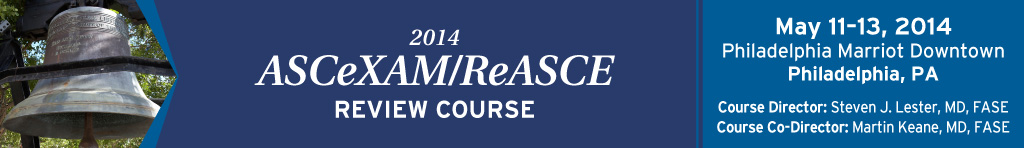 2014
ASCeXAM/ReASCE
REVIEW COURSE
May 11-13, 2014
Philadelphia Marriot Downtown
Philadelphia, PA
Course Director: Steven J. Lester, MD, FASE
Course Co-Director: Martin Keane, MD, FASE